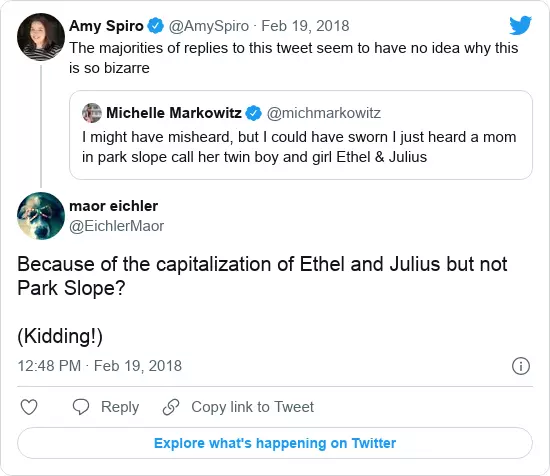 Amy Spiro @AmySpiro · Feb 19, 2018
The majorities of replies to this tweet seem to have no idea why this
is so bizarre
Michelle Markowitz @michmarkowitz
I might have misheard, but I could have sworn I just heard a mom
in park slope call her twin boy and girl Ethel & Julius
maor eichler
@EichlerMaor
Because of the capitalization of Ethel and Julius but not
Park Slope?
(Kidding!)
12:48 PM · Feb 19, 2018
Reply
Copy link to Tweet
Explore what's happening on Twitter